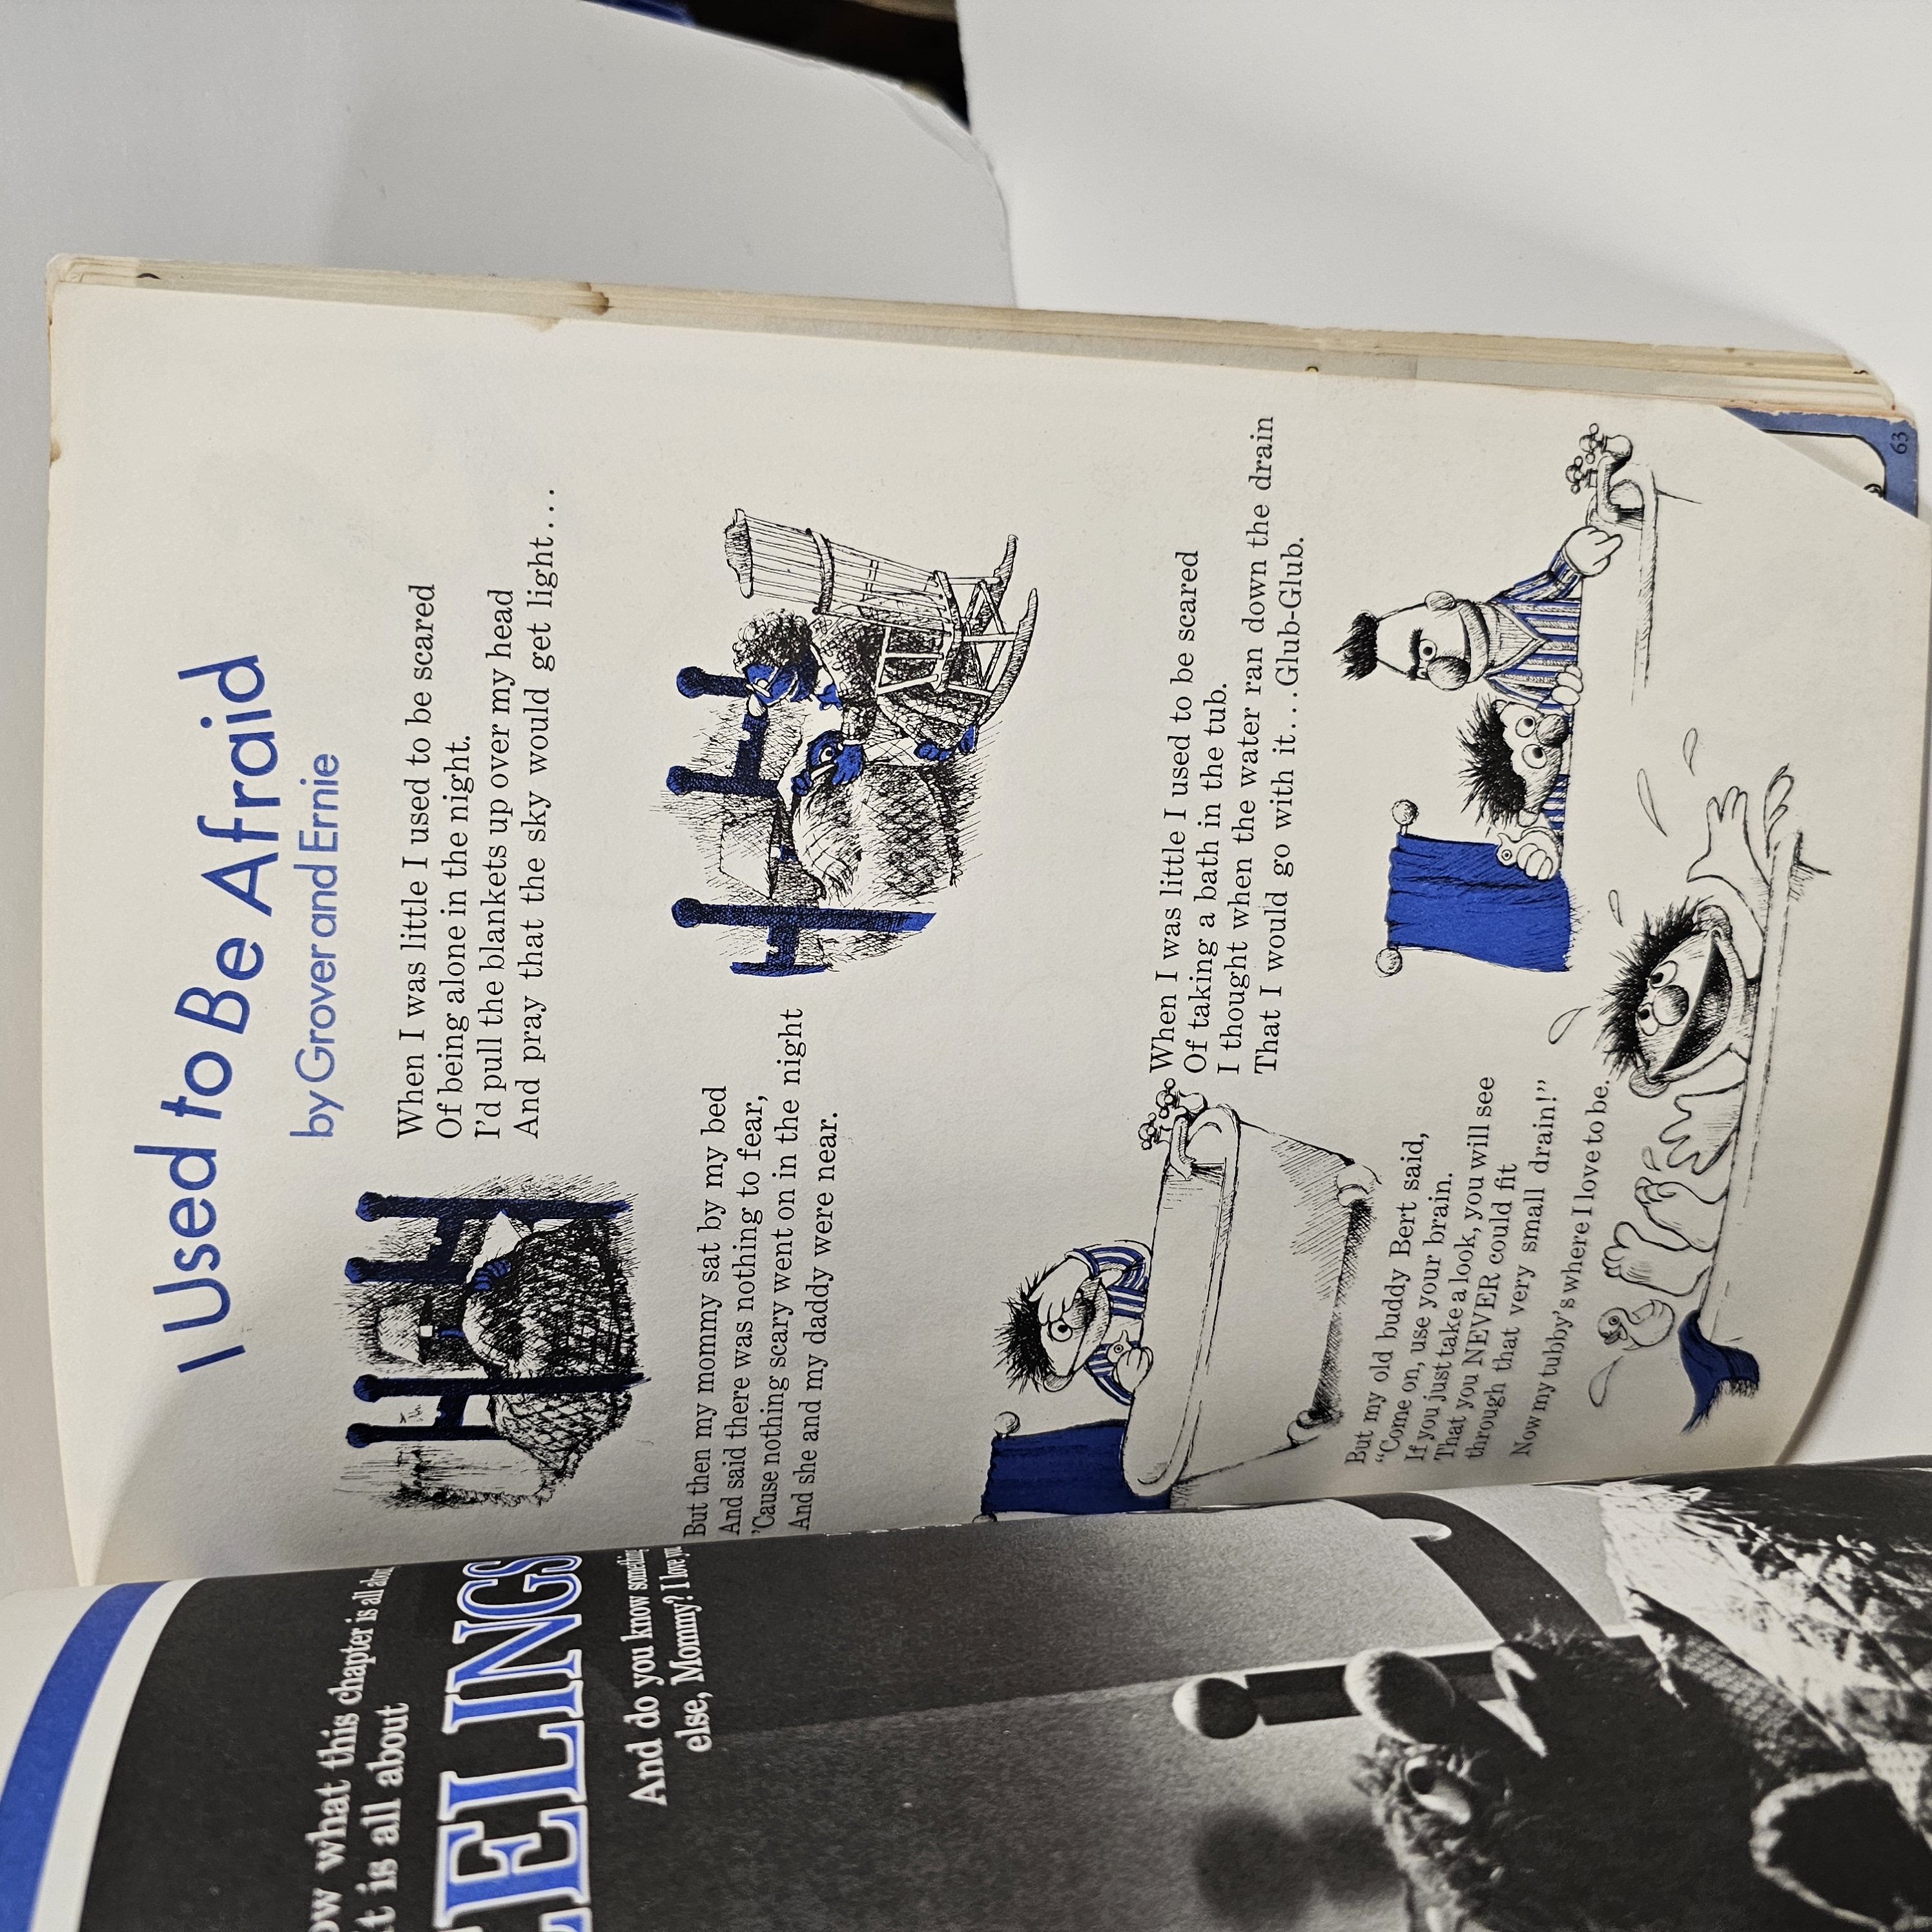 ow what this chapter is all about
t is all about
EELINGS
And do you know something
else, Mommy? I love you
I Used to Be Afraid
by Grover and Ernie
When I was little I used to be scared
Of being alone in the night.
I'd pull the blankets up over my head
And pray that the sky would get light...
But then my mommy sat by my bed
And said there was nothing to fear,
'Cause nothing scary went on in the night
And she and my daddy were near.
When I was little I used to be scared
Of taking a bath in the tub.
I thought when the water ran down the drain
That I would go with it...Glub-Glub.
But my old buddy Bert said,
“Come on, use your brain.
If you just take a look, you will see
That you NEVER could fit
through that very small drain!”
Now my tubby's where I love to be.
63